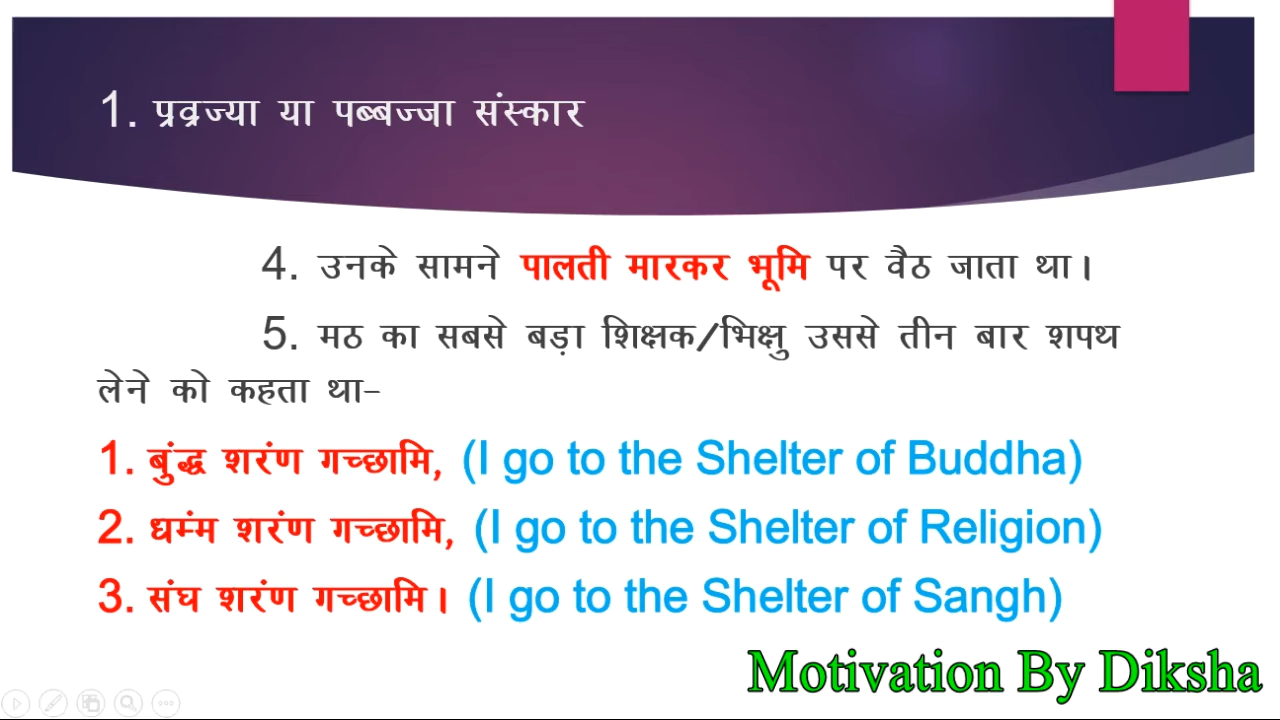 1. प्रव्रज्या या पब्बज्जा संस्कार
4. उनके सामने पालती मारकर भूमि पर वैठ जाता था।
5. मठ का सबसे बड़ा शिक्षक/भिक्षु उससे तीन बार शपथ
लेने को कहता था-
1. बुंद्ध शरंण गच्छामि, (I go to the Shelter of Buddha)
2. धम्मं शरंण गच्छामि, (I go to the Shelter of Religion)
3. संघ शरंण गच्छामि। (I go to the Shelter of Sangh)
Motivation By Diksha